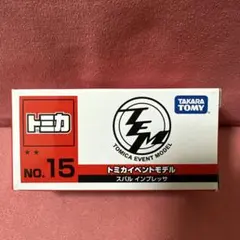 トミカ
TEM
TOMICA EVENT MODEL
TAKARA
TOMY
NO.15
トミカイベントモデル
スバル インプレッサ